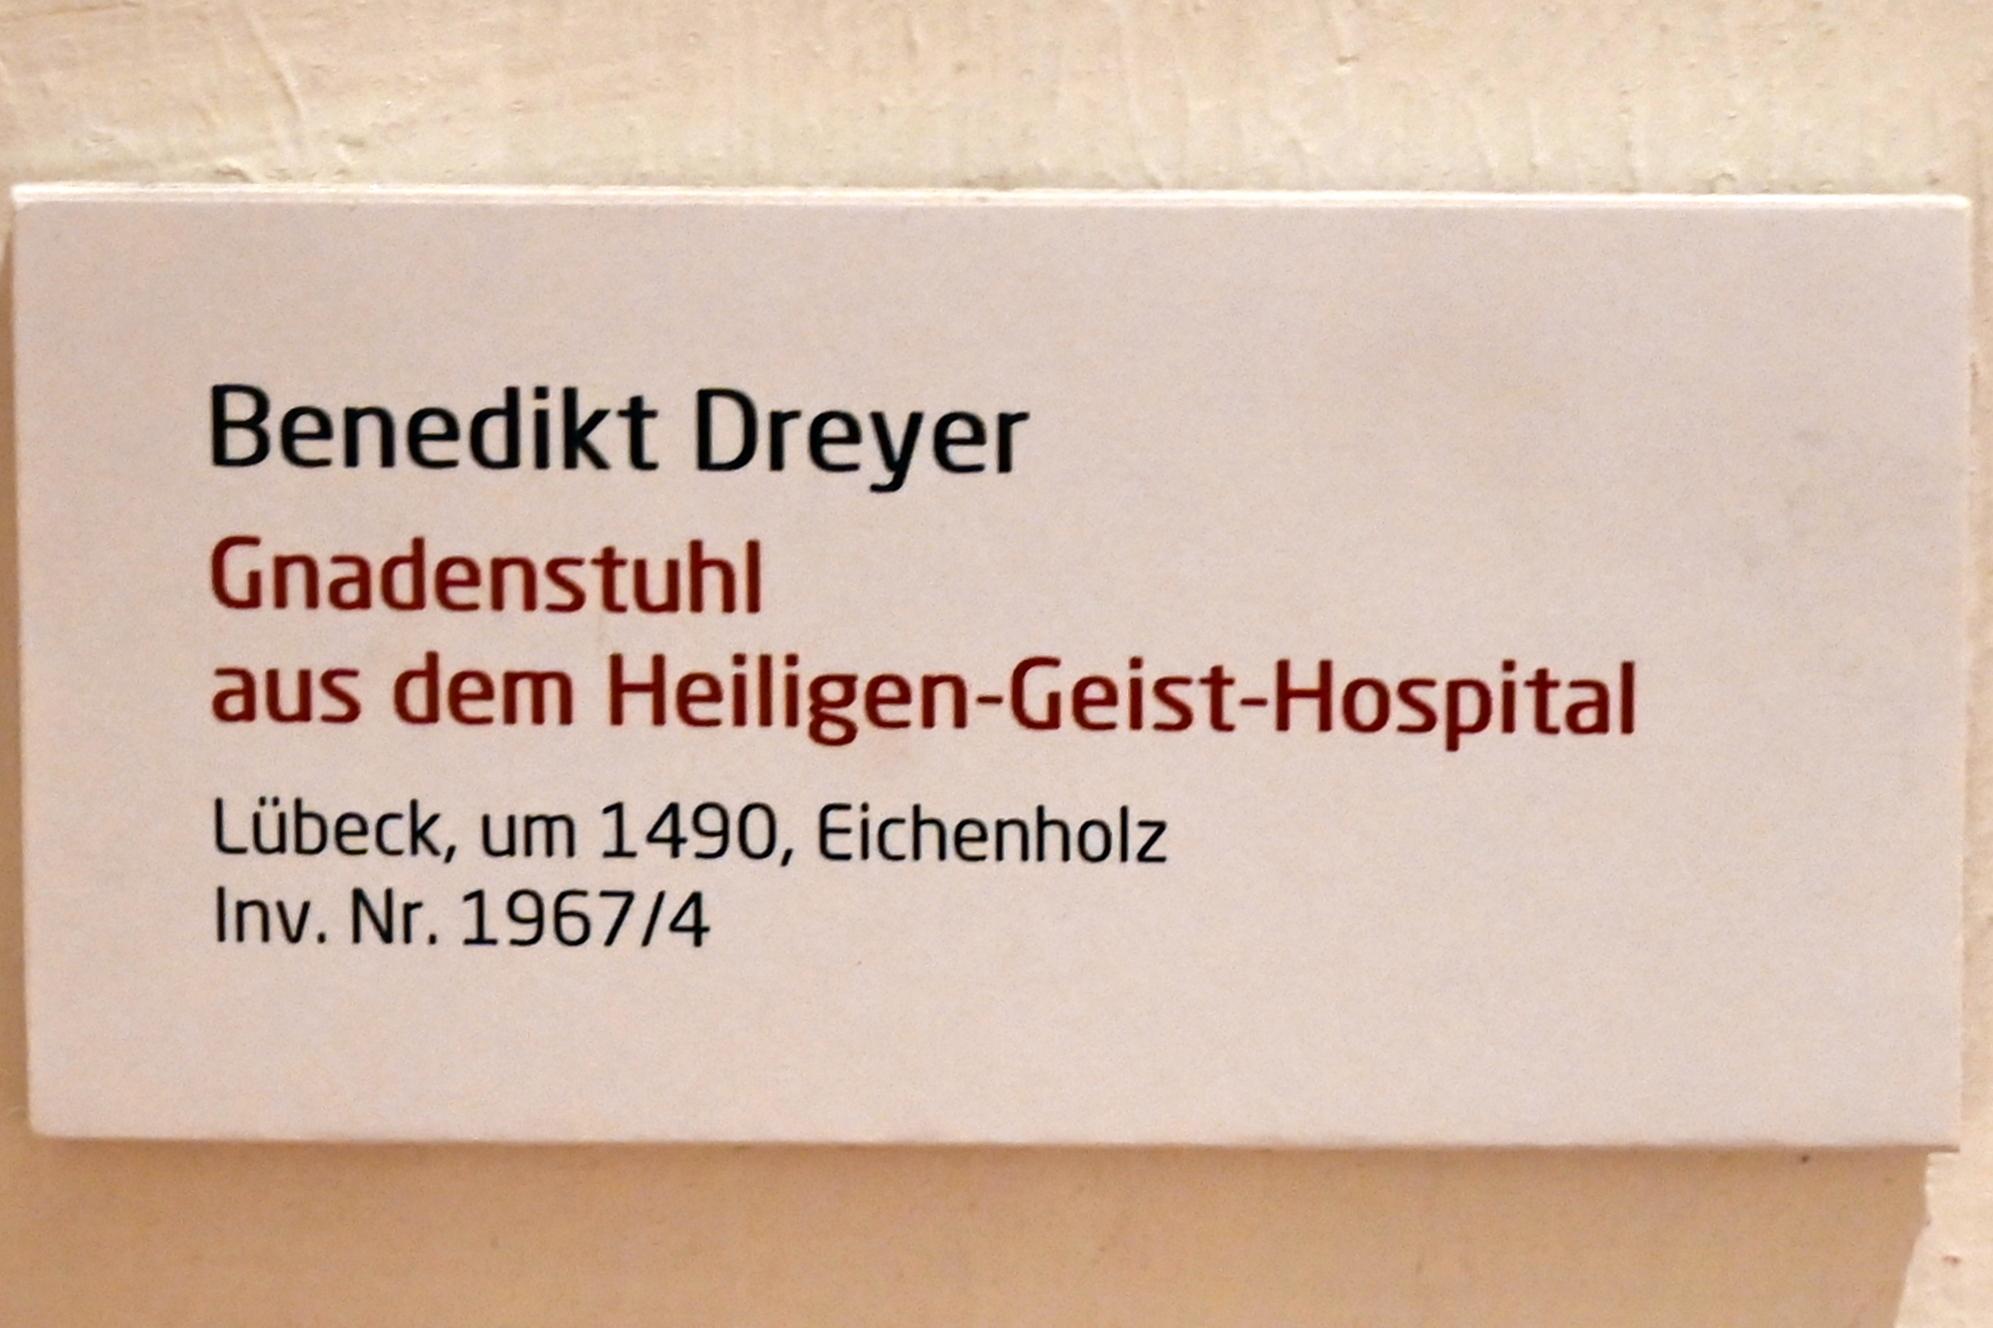 Benedikt Dreyer
Gnadenstuhl
aus dem Heiligen-Geist-Hospital
Lübeck, um 1490, Eichenholz
Inv. Nr. 1967/4